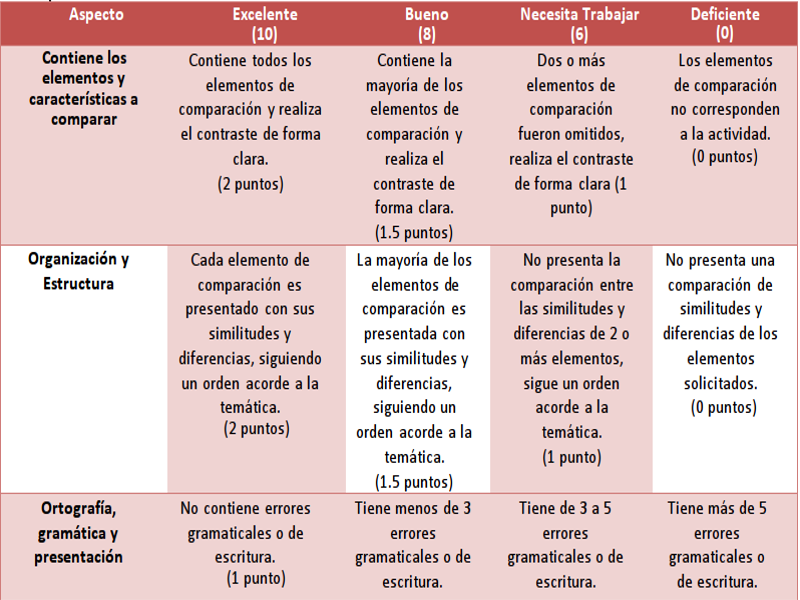 Aspecto
Excelente
(10)
Bueno
(8)
Necesita Trabajar
(6)
Deficiente
(0)
Contiene los
elementos y
características a
comparar
Contiene todos los
elementos de
comparación y realiza
el contraste de forma
clara.
(2 puntos)
Contiene la
mayoría de los
elementos de
comparación y
realiza el
contraste de
forma clara.
(1.5 puntos)
Dos o más
elementos de
comparación
fueron omitidos,
realiza el contraste
de forma clara (1
punto)
Los elementos
de comparación
no corresponden
a la actividad.
(0 puntos)
Organización y
Estructura
Cada elemento de
comparación es
presentado con sus
similitudes y
diferencias, siguiendo
un orden acorde a la
temática.
(2 puntos)
La mayoría de los
elementos de
comparación es
presentada con
sus similitudes y
diferencias,
siguiendo un
orden acorde a la
temática.
(1.5 puntos)
No presenta la
comparación entre
las similitudes y
diferencias de 2 o
más elementos,
sigue un orden
acorde a la
temática.
(1 punto)
No presenta una
comparación de
similitudes y
diferencias de los
elementos
solicitados.
(0 puntos)
Ortografía,
gramática y
presentación
No contiene errores
gramaticales o de
escritura.
(1 punto)
Tiene menos de 3
errores
gramaticales o de
escritura.
Tiene de 3 a 5
errores
gramaticales o de
escritura.
Tiene más de 5
errores
gramaticales o
de escritura.